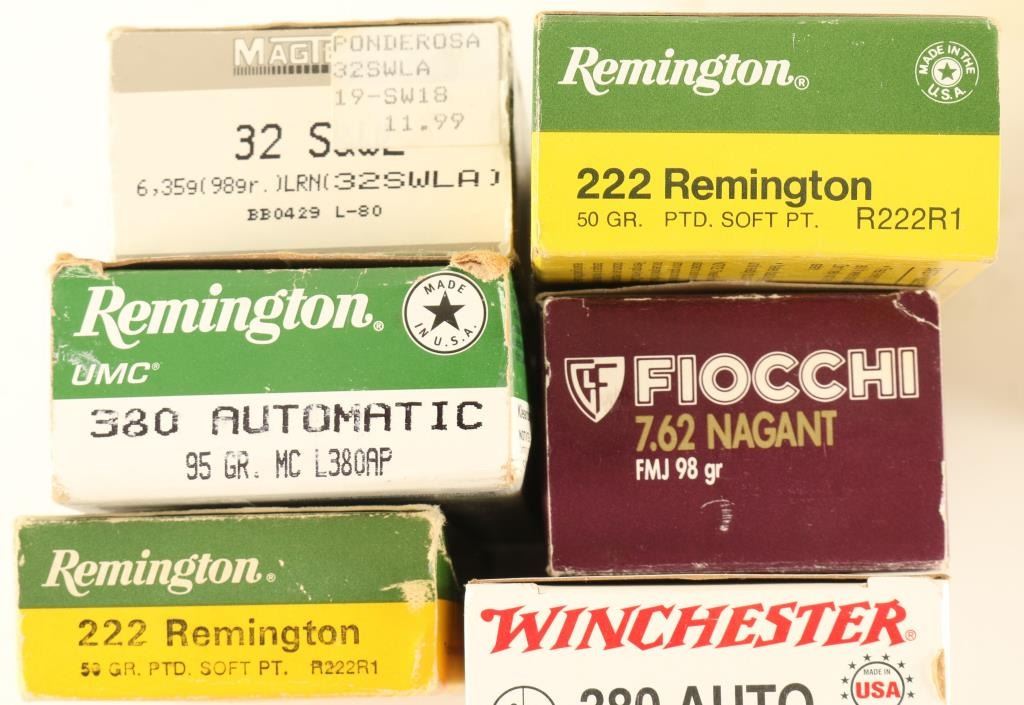 PONDEROSA
32SWLA
19-SW18
11.99
32
6,35g(98gr.)LRN(32SWLA)
BB0429 L-80
Remington®
MADE IN THE U.S.A.
222 Remington
50 GR. PTD. SOFT PT. R222R1
Remington®
MADE IN U.S.A.
UMC®
380 AUTOMATIC
95 GR. MC L380AP
FIOCCHI
7.62 NAGANT
FMJ 98 gr
Remington®
222 Remington
50 GR. PTD. SOFT PT. R222R1
WINCHESTER®
MADE IN USA
380 AUTO